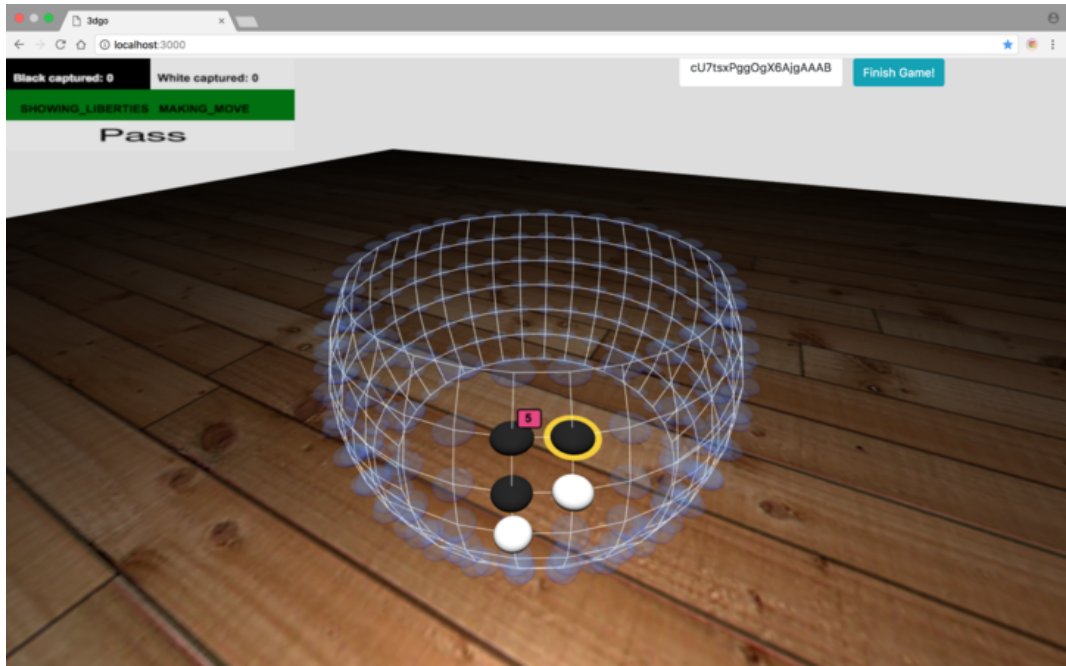 3dgo
localhost:3000
Black captured: 0
White captured: 0
cU7tsxPggOgX6AjgAAAB
Finish Game!
SHOWING_LIBERTIES MAKING_MOVE
Pass
5